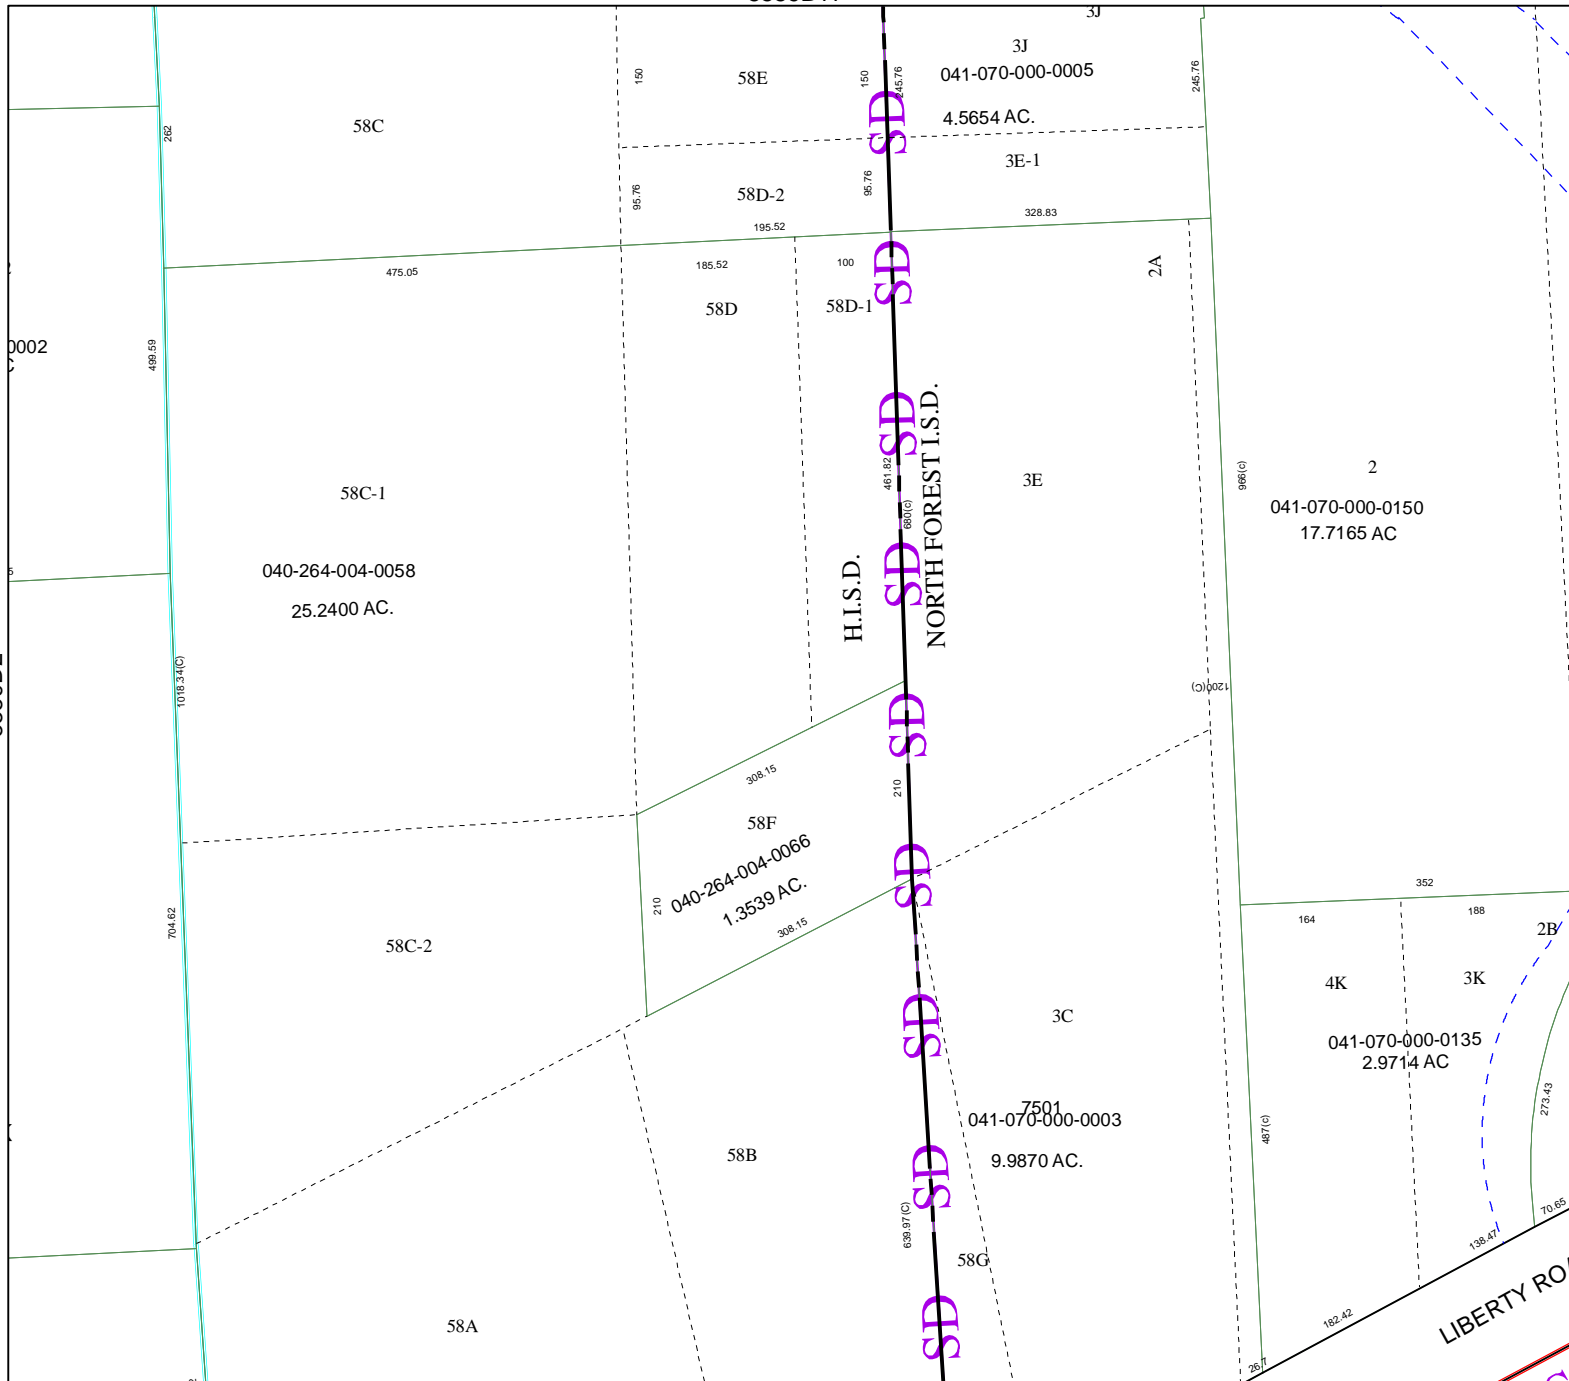 3J
3J
041-070-000-0005
4.5654 AC.
58E
150
150
245.76
245.76
58C
262
SD
3E-1
58D-2
95.76
95.76
328.83
195.52
475.05
185.52
100
SD
2A
58D
58D-1
0002
499.59
SD
NORTH FOREST I.S.D.
461.82
680(c)
3E
966(c)
2
041-070-000-0150
17.7165 AC
58C-1
040-264-004-0058
25.2400 AC.
H.I.S.D.
SD
1018.34(C)
1200(C)
SD
308.15
210
58F
040-264-004-0066
1.3539 AC.
210
308.15
SD
352
164
188
2B
704.62
58C-2
4K
3K
041-070-000-0135
2.9714 AC
SD
3C
7501
041-070-000-0003
9.9870 AC.
273.43
487(c)
58B
SD
639.97(C)
58G
70.65
138.47
58A
SD
182.42
26.7
LIBERTY RO